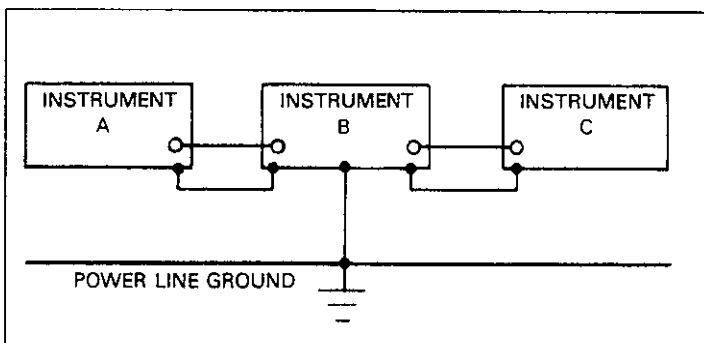 INSTRUMENT
A
INSTRUMENT
B
INSTRUMENT
C
POWER LINE GROUND